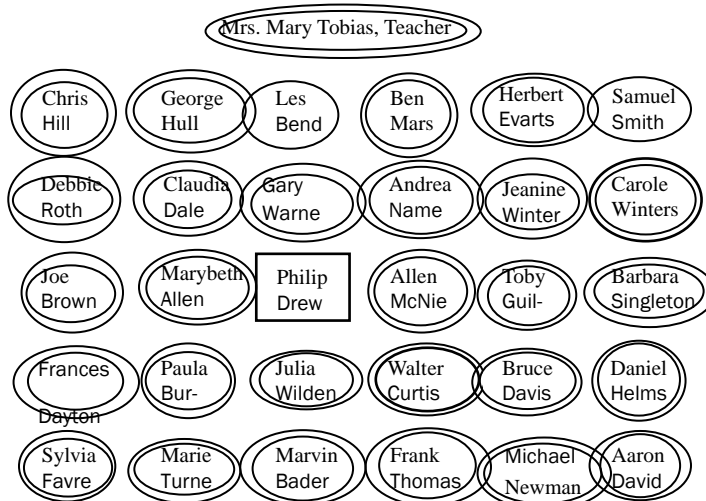 Mrs. Mary Tobias, Teacher
Chris George Les Ben Herbert Samuel
Hill Hull Bend Mars Evarts Smith
Debbie Claudia Gary Andrea Jeanine Carole
Roth Dale Warne Name Winter Winters
Joe Marybeth Philip Allen Toby Barbara
Brown Allen Drew McNie Guil- Singleton
Frances Paula Julia Walter Bruce Daniel
Bur- Wilden Curtis Davis Helms
Dayton
Sylvia Marie Marvin Frank Michael Aaron
Favre Turne Bader Thomas Newman David